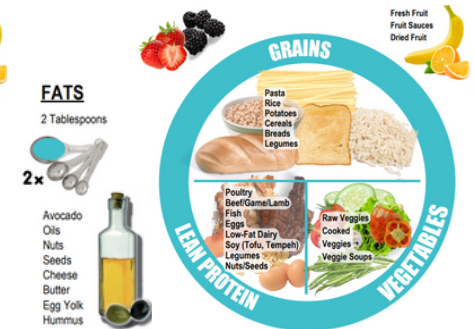 FATS
2 Tablespoons
2x
Avocado
Oils
Nuts
Seeds
Cheese
Butter
Egg Yolk
Hummus
GRAINS
Pasta
Rice
Potatoes
Cereals
Breads
Legumes
LEAN PROTEIN
Poultry
Beef/Game/Lamb
Fish
Eggs
Low-Fat Dairy
Soy (Tofu, Tempeh)
Legumes
Nuts/Seeds
VEGETABLES
Raw Veggies
Cooked
Veggies
Veggie Soups
Fresh Fruit
Fruit Sauces
Dried Fruit